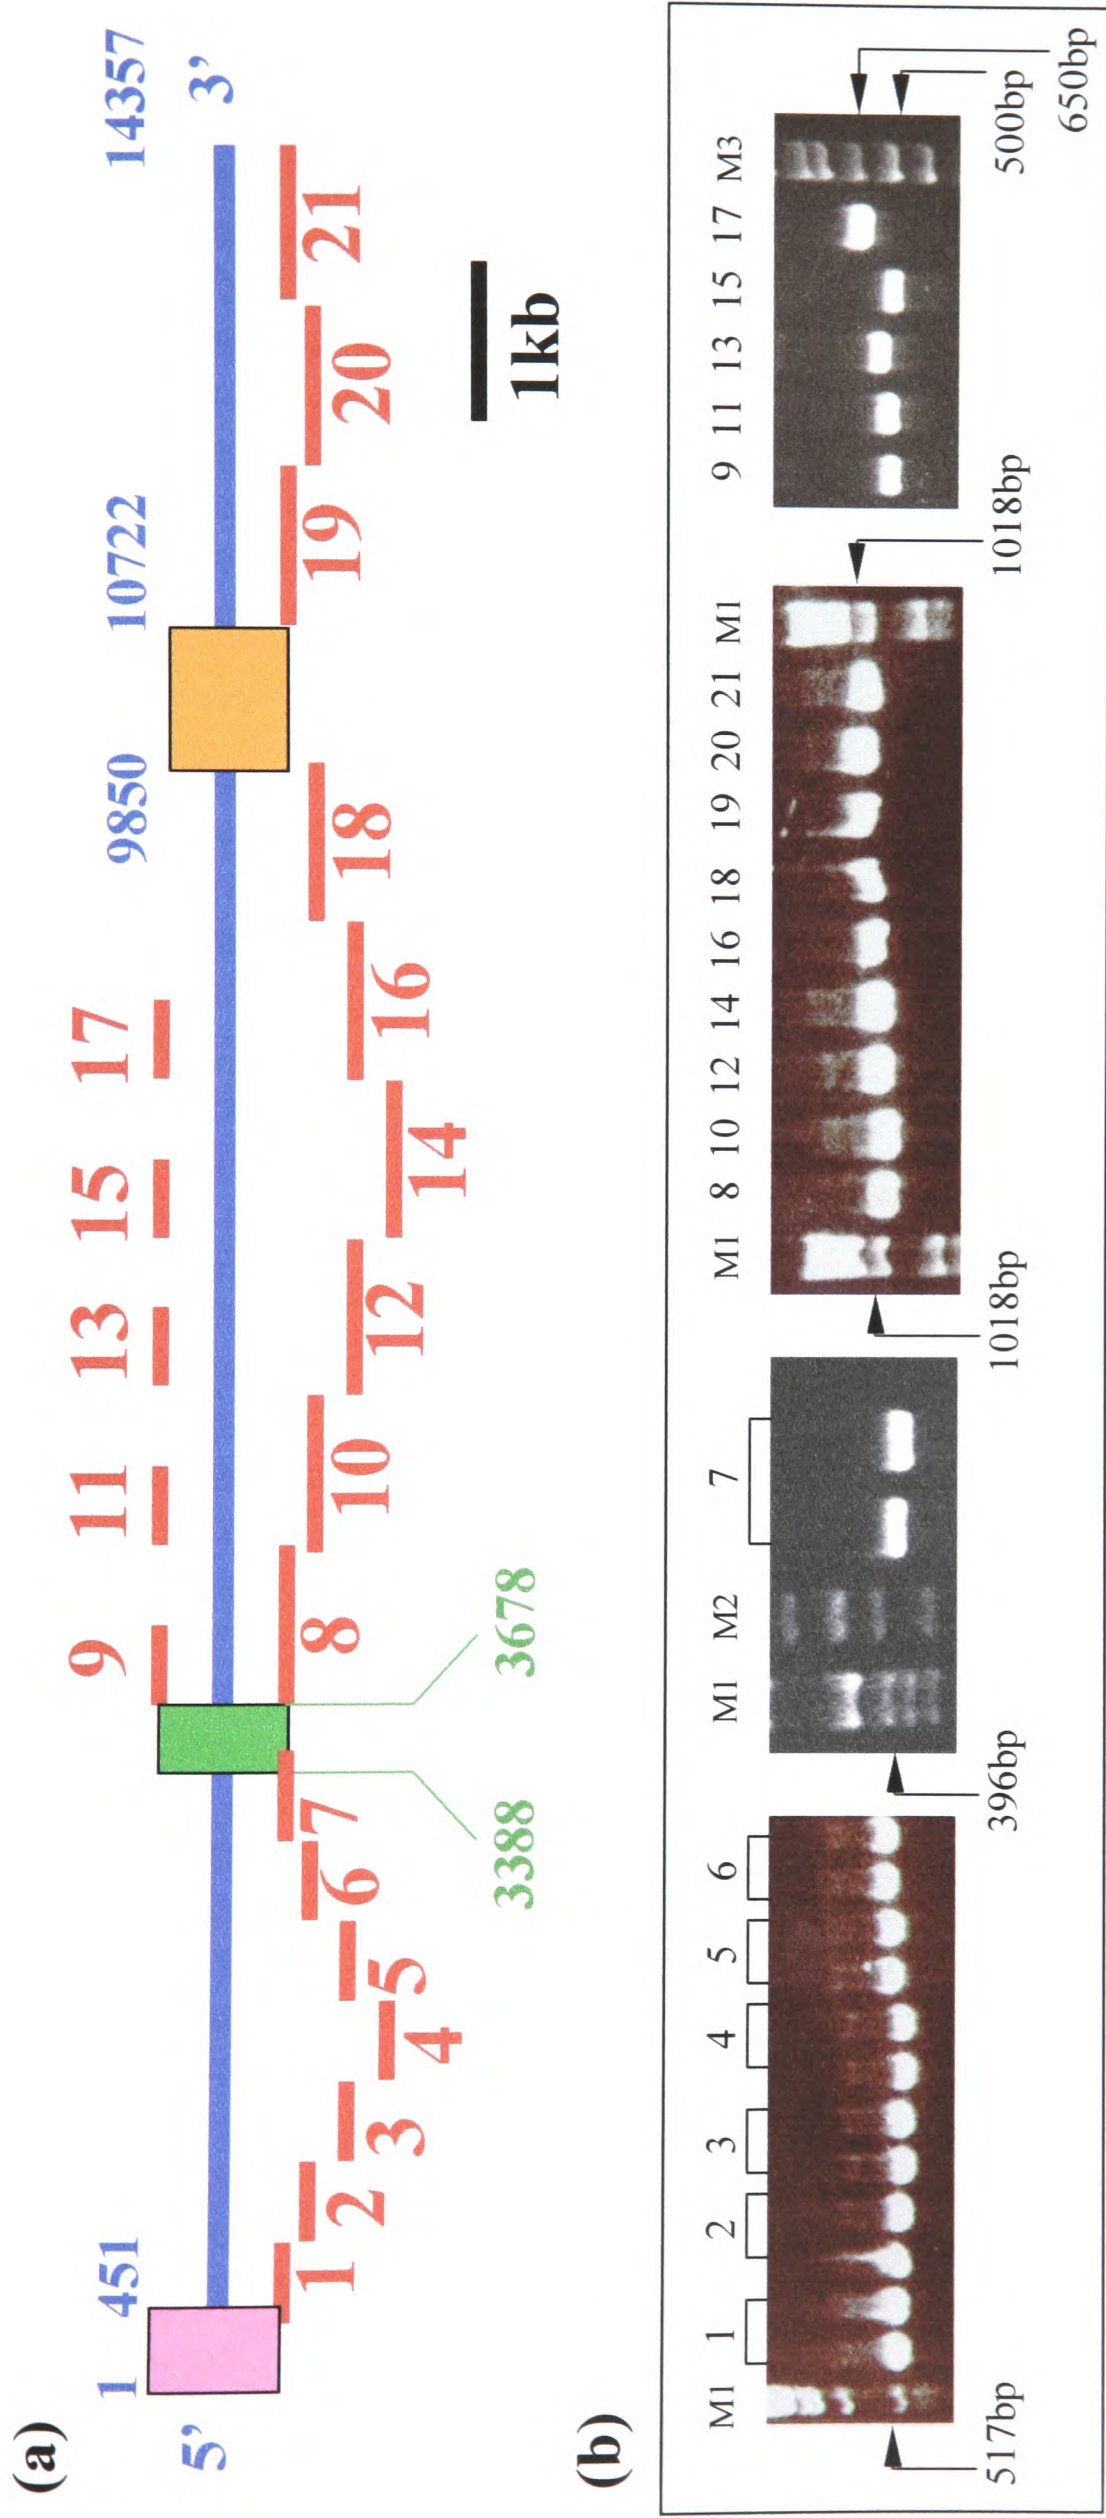 (a)
1 451 9850 10722 14357
5’ 3’
9 11 13 15 17
1 2 3 4 5 6 7 8 10 12 14 16 18 19 20 21
3388 3678
1kb
(b)
M1 1 2 3 4 5 6
517bp
M1 M2 7
396bp
M1 8 10 12 14 16 18 19 20 21 M1
1018bp 1018bp
9 11 13 15 17 M3
500bp
650bp